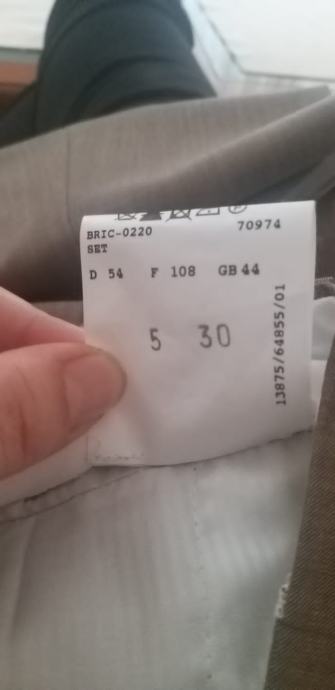 BRIC-0220 70974
SET
D 54 F 108 GB 44
5 30
13875/64855/01